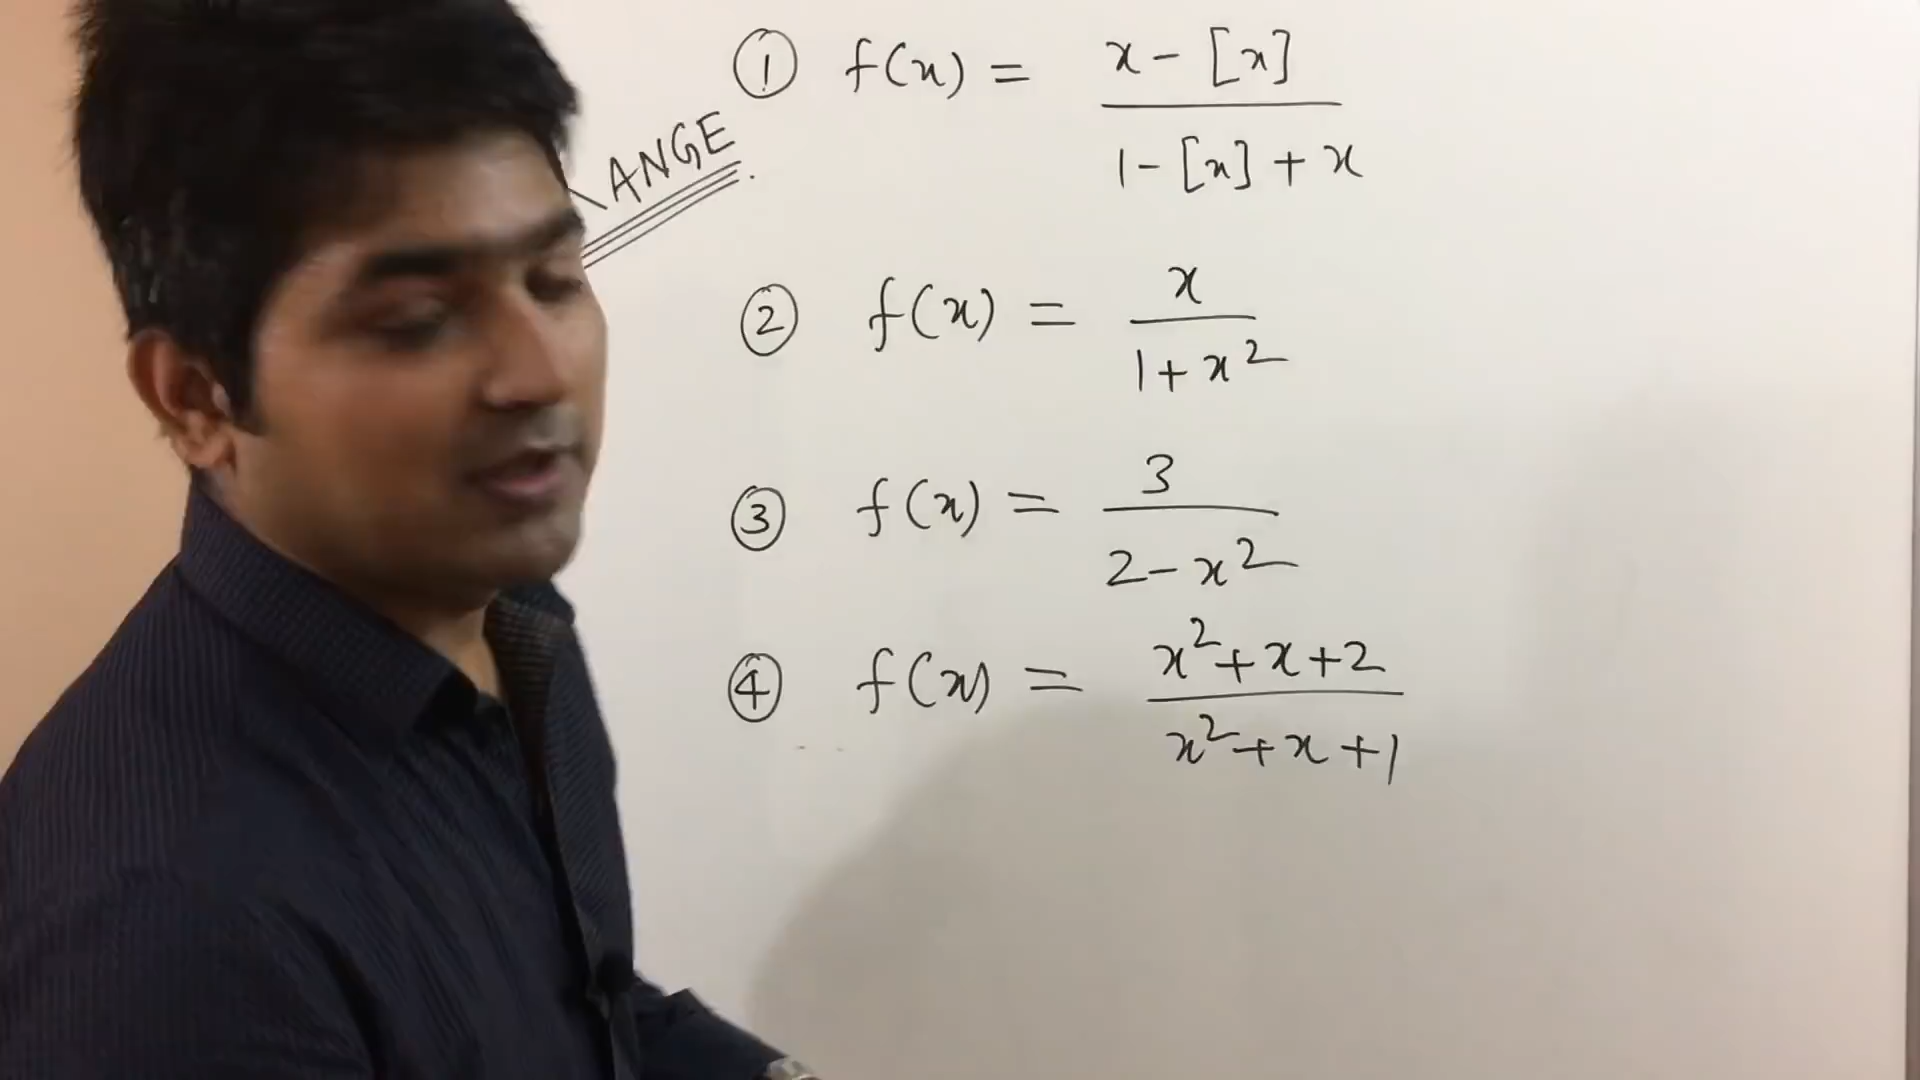 ANGE
① f(x) = x - [x] / 1 - [x] + x
② f(x) = x / 1 + x²
③ f(x) = 3 / 2 - x²
④ f(x) = x² + x + 2 / x² + x + 1